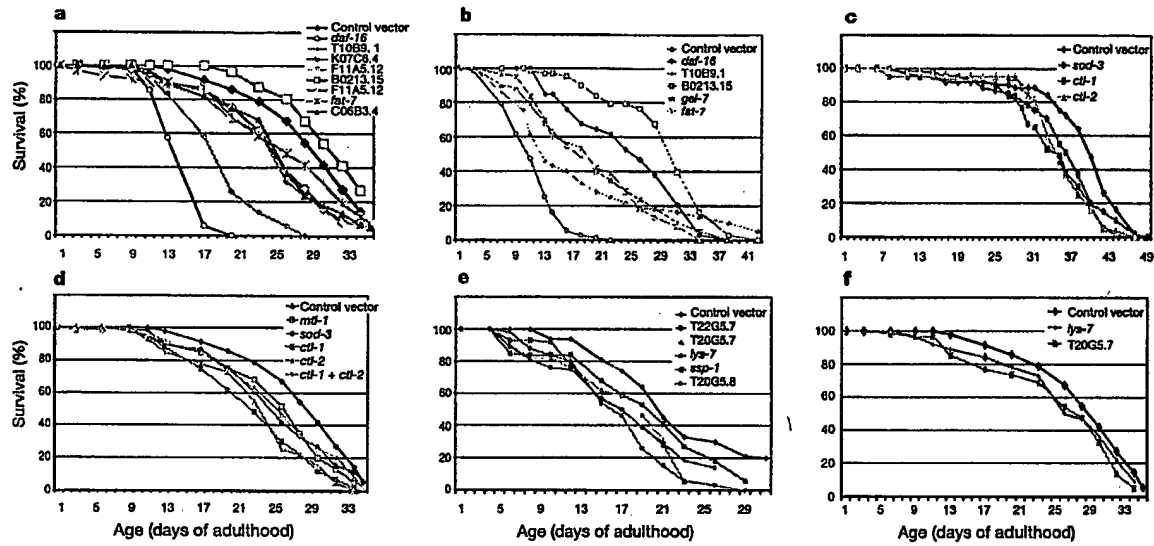 a
b
c
Control vector
daf-16
T10B9.1
K07C6.4
F11A5.12
B0213.15
F11A5.12
fat-7
C06B3.4
Control vector
daf-16
T10B9.1
B0213.15
gel-7
fat-7
Control vector
sod-3
ctl-1
ctl-2
Survival (%)
100
80
60
40
20
0
1 5 9 13 17 21 25 29 33
100
80
60
40
20
0
1 5 9 13 17 21 25 29 33 37 41
100
80
60
40
20
0
1 7 13 19 25 31 37 43 49
d
e
f
Control vector
mtl-1
sod-3
ctl-1
ctl-2
ctl-1 + ctl-2
Control vector
T22G5.7
T20G5.7
lys-7
ssp-1
T20G5.8
Control vector
lys-7
T20G5.7
Survival (%)
100
80
60
40
20
0
1 5 9 13 17 21 25 29 33
100
80
60
40
20
0
1 5 9 13 17 21 25 29
100
80
60
40
20
0
1 5 9 13 17 21 25 29 33
Age (days of adulthood)
Age (days of adulthood)
Age (days of adulthood)